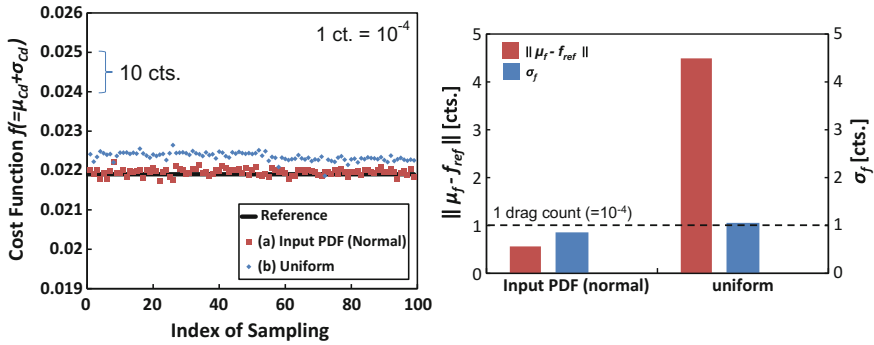 1 ct. = 10⁻⁴
10 cts.
Cost Function f(=μCd+σCd)
0.026
0.025
0.024
0.023
0.022
0.021
0.02
0.019
Reference
(a) Input PDF (Normal)
(b) Uniform
0 20 40 60 80 100
Index of Sampling
|| μf - fref ||
σf
|| μf - fref || [cts.]
5
4
3
2
1
0
1 drag count (=10⁻⁴)
Input PDF (normal) uniform
5
4
3
2
1
0
σf [cts.]